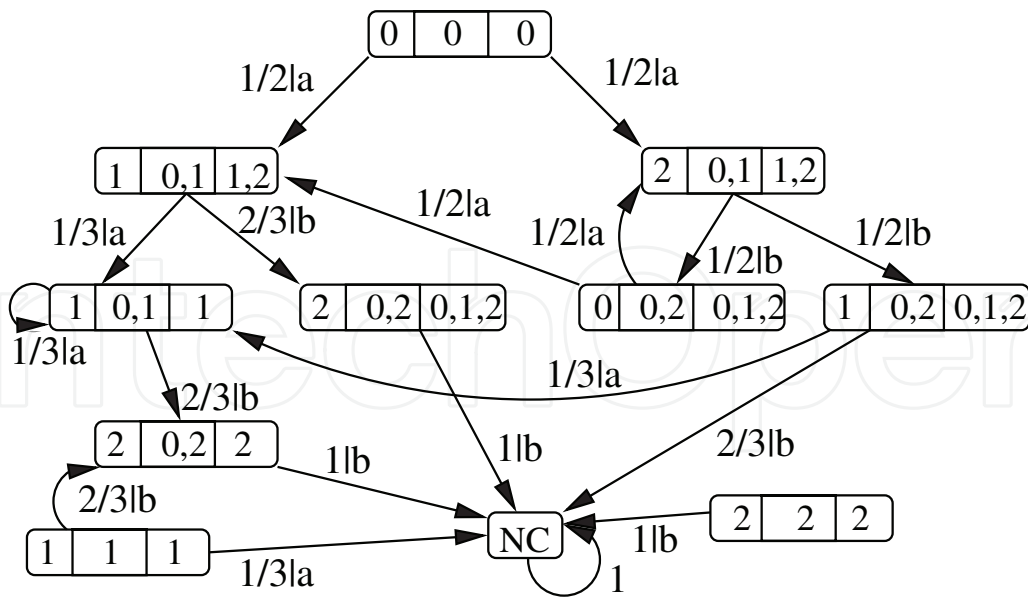 0 0 0
1/2|a 1/2|a
1 0,1 1,2 2 0,1 1,2
1/3|a 2/3|b 1/2|a 1/2|a 1/2|b 1/2|b
1 0,1 1 2 0,2 0,1,2 0 0,2 0,1,2 1 0,2 0,1,2
1/3|a 1/3|a
2/3|b
2 0,2 2 1|b 1|b 2/3|b
2/3|b
2 2 2
1 1 1 NC 1|b
1/3|a 1
ntechOpen